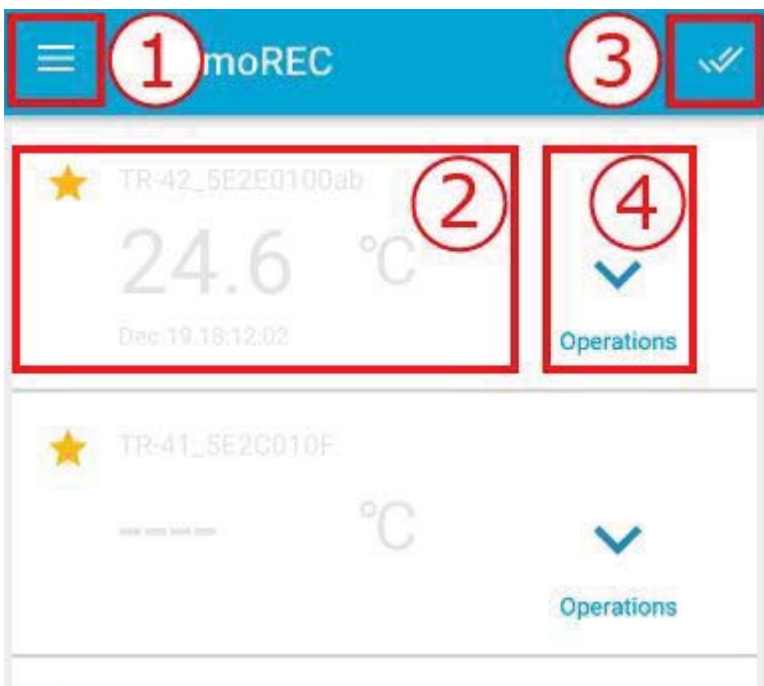 1
moREC
3
TR-42_5E2E0100ab
2
4
24.6 °C
Dec.19.18:12:02
Operations
TR-41_5E2C010F
---- °C
Operations